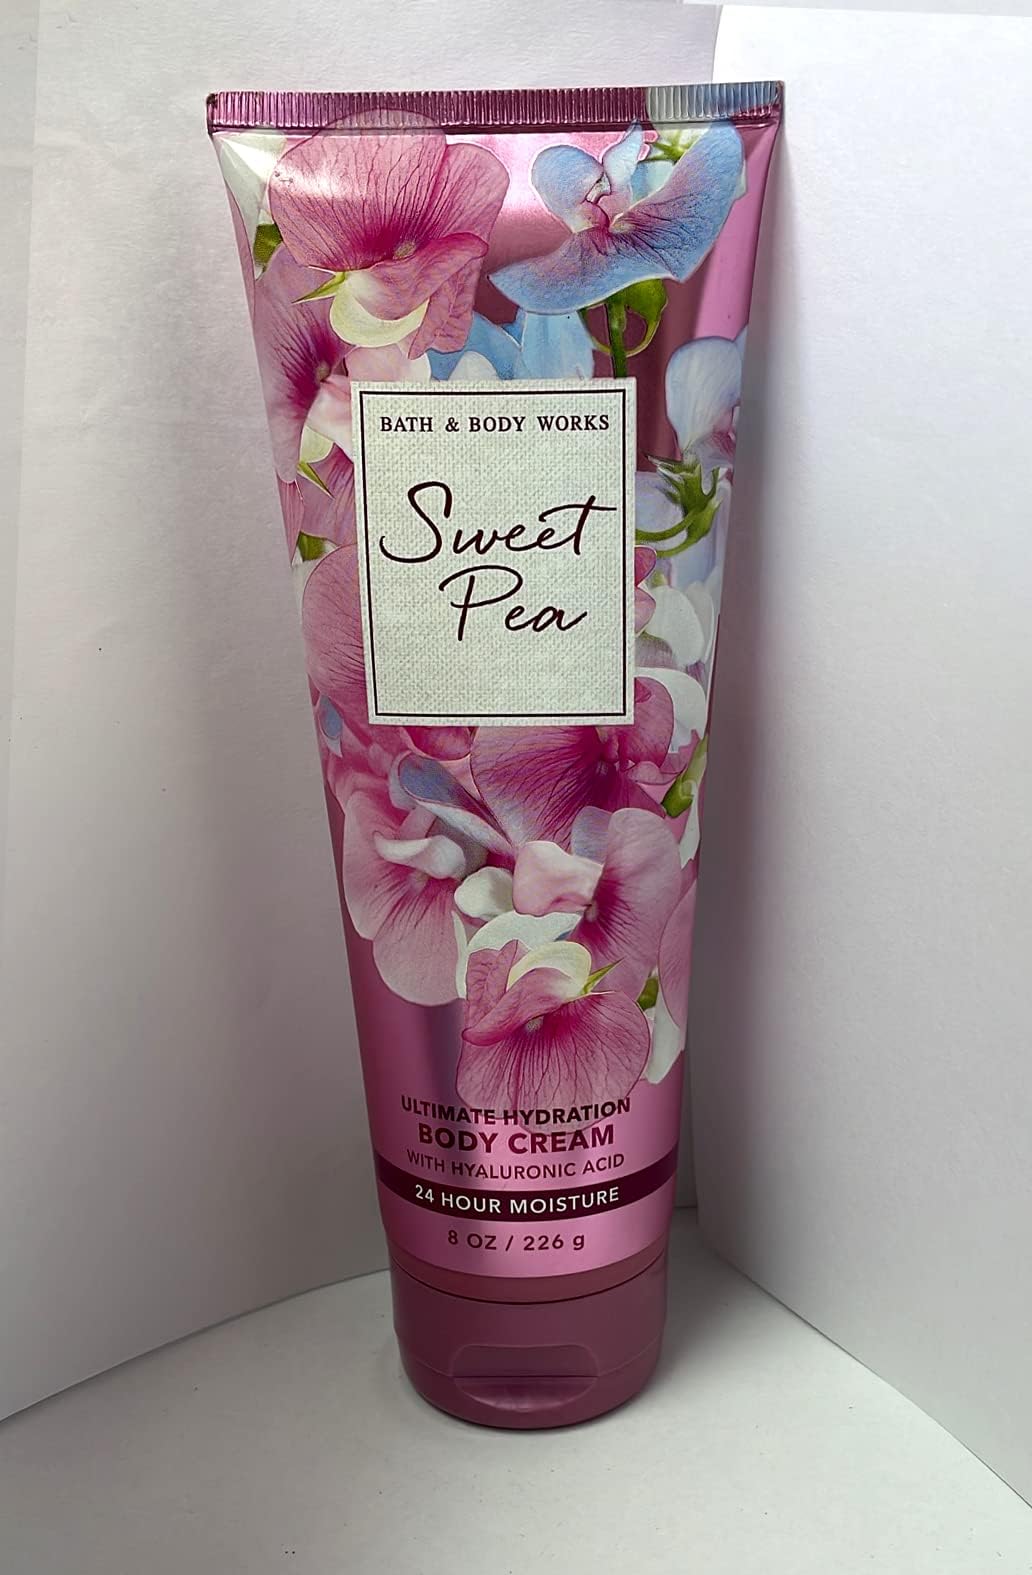 BATH & BODY WORKS
Sweet
Pea
ULTIMATE HYDRATION
BODY CREAM
WITH HYALURONIC ACID
24 HOUR MOISTURE
8 OZ / 226 g